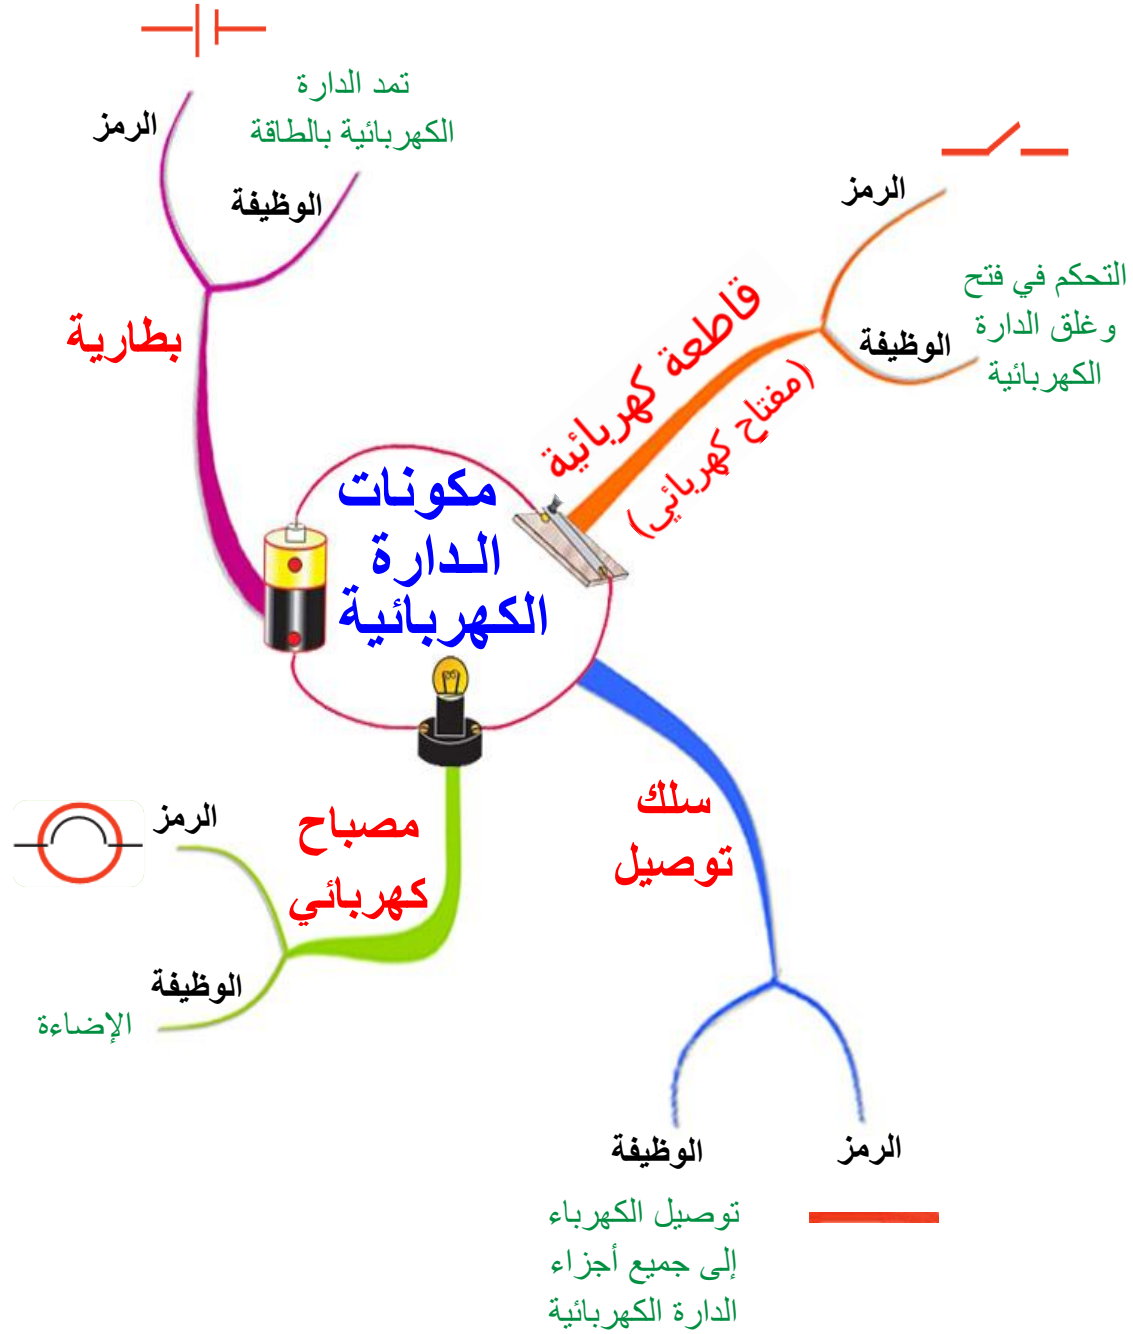 مكونات
الدارة
الكهربائية
بطارية
الرمز
الوظيفة
تمد الدارة
الكهربائية بالطاقة
قاطعة كهربائية
(مفتاح كهربائي)
الرمز
الوظيفة
التحكم في فتح
وغلق الدارة
الكهربائية
سلك
توصيل
الرمز
الوظيفة
توصيل الكهرباء
إلى جميع أجزاء
الدارة الكهربائية
مصباح
كهربائي
الرمز
الوظيفة
الإضاءة